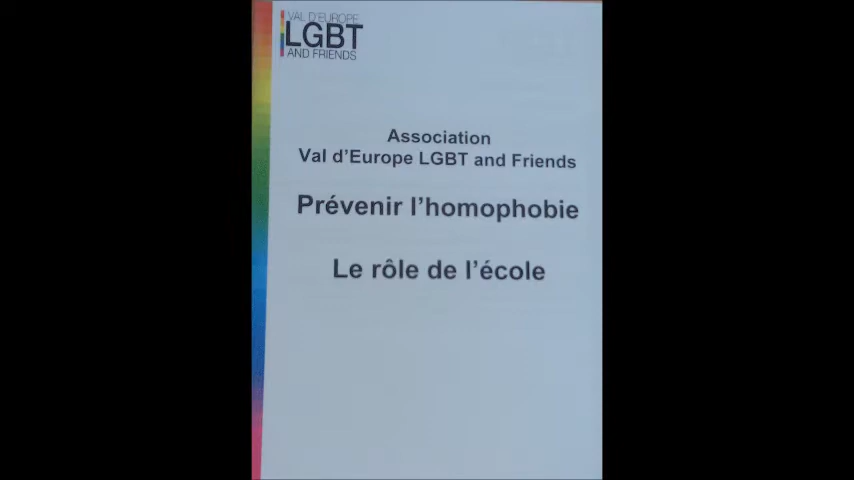 VAL D'EUROPE
LGBT
AND FRIENDS
Association
Val d'Europe LGBT and Friends
Prévenir l'homophobie
Le rôle de l'école